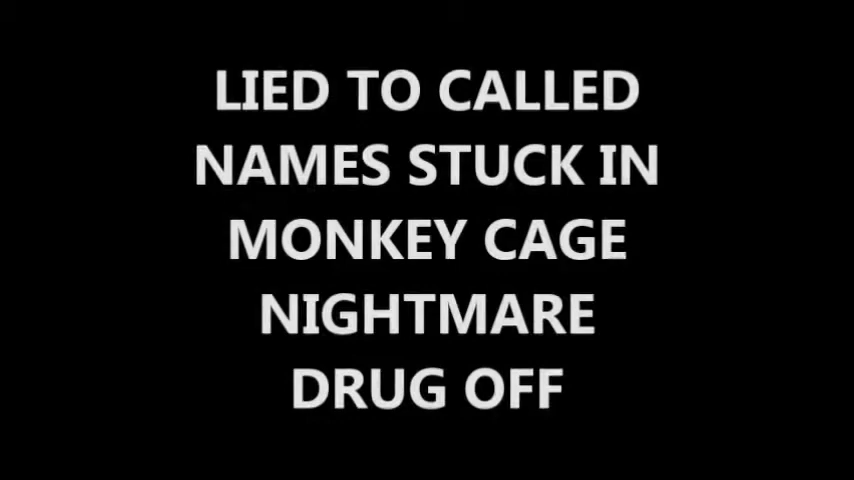 LIED TO CALLED
NAMES STUCK IN
MONKEY CAGE
NIGHTMARE
DRUG OFF